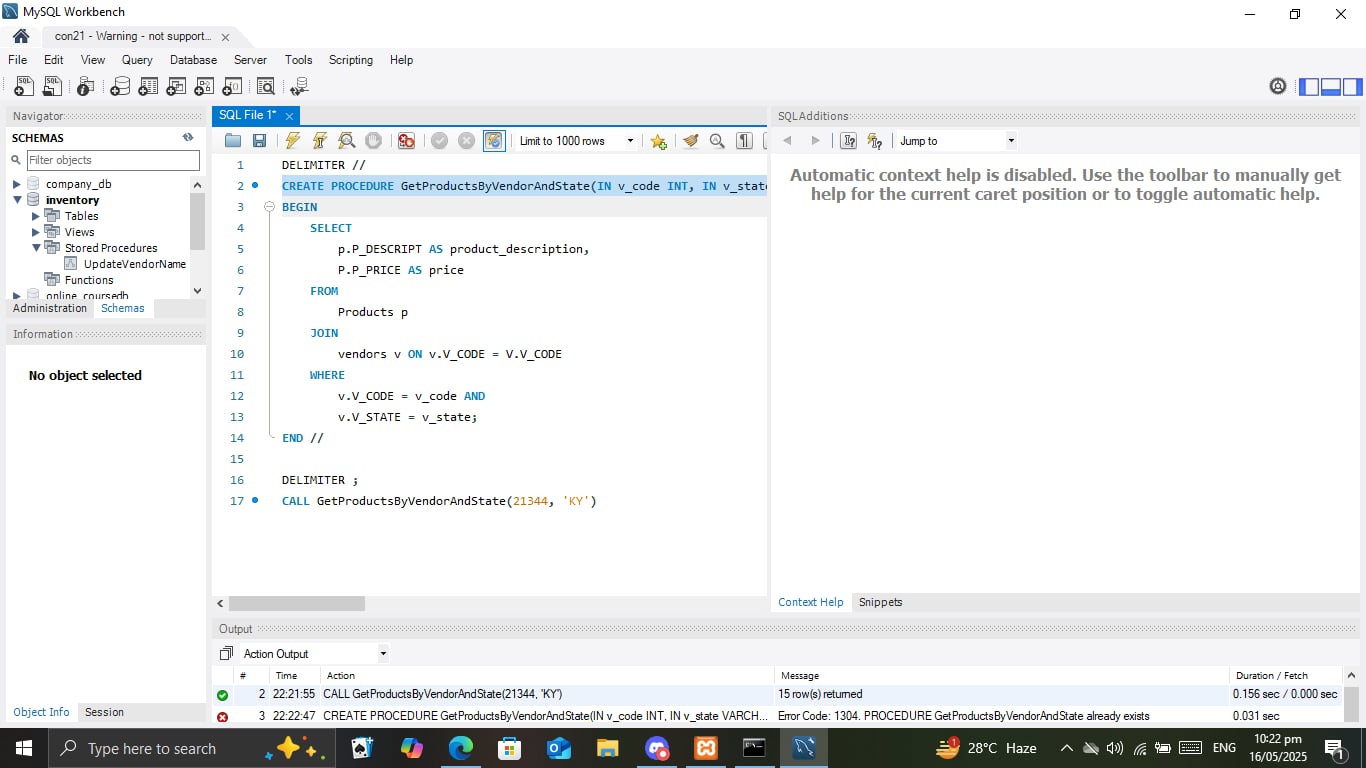 MySQL Workbench
con21 - Warning - not support... ×
File Edit View Query Database Server Tools Scripting Help
Navigator
SCHEMAS
Filter objects
company_db
inventory
Tables
Views
Stored Procedures
UpdateVendorName
Functions
online_coursedb
Administration Schemas
Information
No object selected
Object Info Session
SQL File 1* ×
Limit to 1000 rows
1 DELIMITER //
2 CREATE PROCEDURE GetProductsByVendorAndState(IN v_code INT, IN v_state
3 BEGIN
4 SELECT
5 p.P_DESCRIPT AS product_description,
6 P.P_PRICE AS price
7 FROM
8 Products p
9 JOIN
10 vendors v ON v.V_CODE = V.V_CODE
11 WHERE
12 v.V_CODE = v_code AND
13 v.V_STATE = v_state;
14 END //
15
16 DELIMITER ;
17 CALL GetProductsByVendorAndState(21344, 'KY')
SQLAdditions
Jump to
Automatic context help is disabled. Use the toolbar to manually get
help for the current caret position or to toggle automatic help.
Context Help Snippets
Output
Action Output
# Time Action Message Duration / Fetch
2 22:21:55 CALL GetProductsByVendorAndState(21344, 'KY') 15 row(s) returned 0.156 sec / 0.000 sec
3 22:22:47 CREATE PROCEDURE GetProductsByVendorAndState(IN v_code INT, IN v_state VARCH... Error Code: 1304. PROCEDURE GetProductsByVendorAndState already exists 0.031 sec
Type here to search
28°C Haze
ENG
10:22 pm
16/05/2025
1